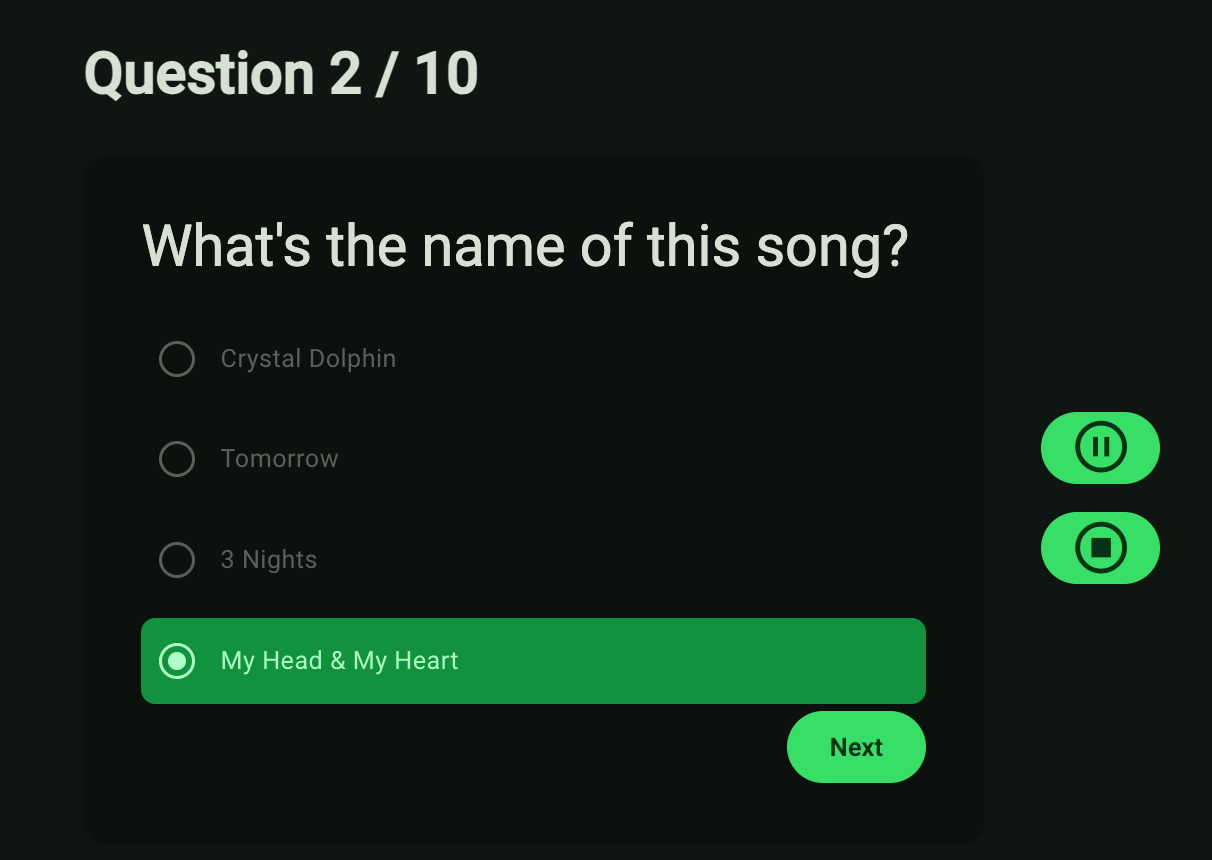 Question 2 / 10
What's the name of this song?
Crystal Dolphin
Tomorrow
3 Nights
My Head & My Heart
Next